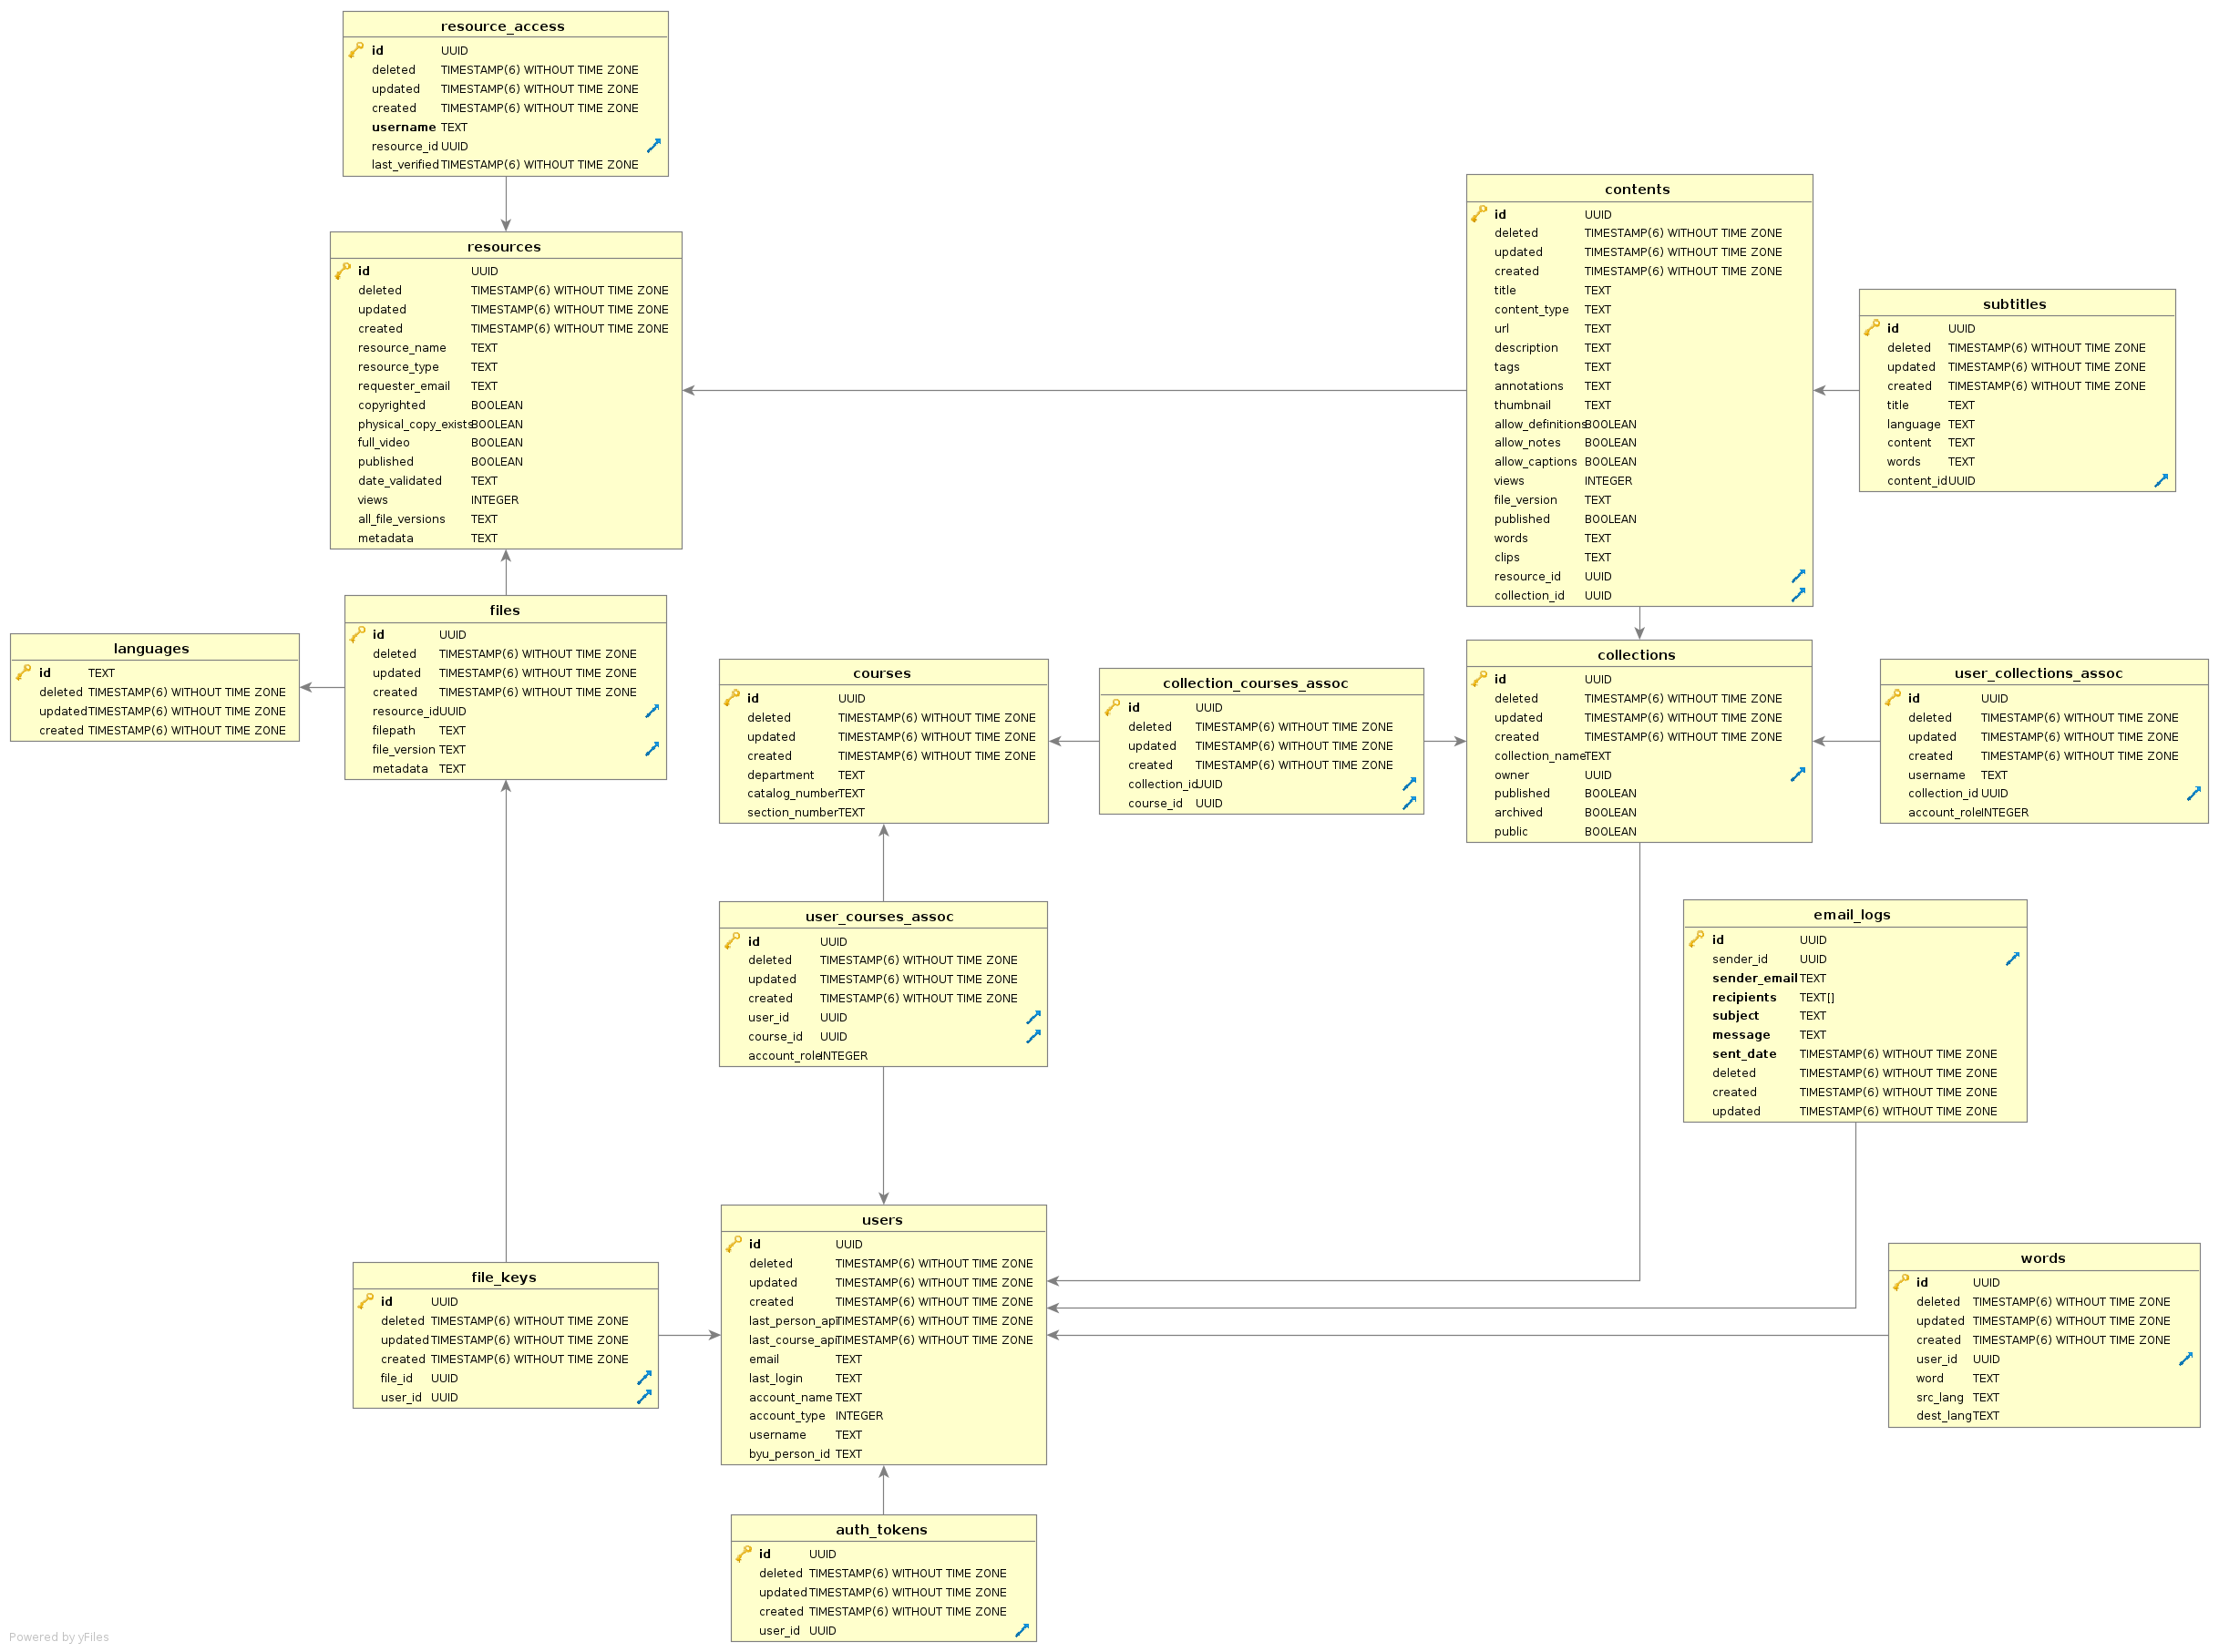 resource_access
id UUID
deleted TIMESTAMP(6) WITHOUT TIME ZONE
updated TIMESTAMP(6) WITHOUT TIME ZONE
created TIMESTAMP(6) WITHOUT TIME ZONE
username TEXT
resource_id UUID
last_verified TIMESTAMP(6) WITHOUT TIME ZONE
resources
id UUID
deleted TIMESTAMP(6) WITHOUT TIME ZONE
updated TIMESTAMP(6) WITHOUT TIME ZONE
created TIMESTAMP(6) WITHOUT TIME ZONE
resource_name TEXT
resource_type TEXT
requester_email TEXT
copyrighted BOOLEAN
physical_copy_exists BOOLEAN
full_video BOOLEAN
published BOOLEAN
date_validated TEXT
views INTEGER
all_file_versions TEXT
metadata TEXT
contents
id UUID
deleted TIMESTAMP(6) WITHOUT TIME ZONE
updated TIMESTAMP(6) WITHOUT TIME ZONE
created TIMESTAMP(6) WITHOUT TIME ZONE
title TEXT
content_type TEXT
url TEXT
description TEXT
tags TEXT
annotations TEXT
thumbnail TEXT
allow_definitions BOOLEAN
allow_notes BOOLEAN
allow_captions BOOLEAN
views INTEGER
file_version TEXT
published BOOLEAN
words TEXT
clips TEXT
resource_id UUID
collection_id UUID
subtitles
id UUID
deleted TIMESTAMP(6) WITHOUT TIME ZONE
updated TIMESTAMP(6) WITHOUT TIME ZONE
created TIMESTAMP(6) WITHOUT TIME ZONE
title TEXT
language TEXT
content TEXT
words TEXT
content_id UUID
languages
id TEXT
deleted TIMESTAMP(6) WITHOUT TIME ZONE
updated TIMESTAMP(6) WITHOUT TIME ZONE
created TIMESTAMP(6) WITHOUT TIME ZONE
files
id UUID
deleted TIMESTAMP(6) WITHOUT TIME ZONE
updated TIMESTAMP(6) WITHOUT TIME ZONE
created TIMESTAMP(6) WITHOUT TIME ZONE
resource_id UUID
filepath TEXT
file_version TEXT
metadata TEXT
courses
id UUID
deleted TIMESTAMP(6) WITHOUT TIME ZONE
updated TIMESTAMP(6) WITHOUT TIME ZONE
created TIMESTAMP(6) WITHOUT TIME ZONE
department TEXT
catalog_number TEXT
section_number TEXT
collection_courses_assoc
id UUID
deleted TIMESTAMP(6) WITHOUT TIME ZONE
updated TIMESTAMP(6) WITHOUT TIME ZONE
created TIMESTAMP(6) WITHOUT TIME ZONE
collection_id UUID
course_id UUID
collections
id UUID
deleted TIMESTAMP(6) WITHOUT TIME ZONE
updated TIMESTAMP(6) WITHOUT TIME ZONE
created TIMESTAMP(6) WITHOUT TIME ZONE
collection_name TEXT
owner UUID
published BOOLEAN
archived BOOLEAN
public BOOLEAN
user_collections_assoc
id UUID
deleted TIMESTAMP(6) WITHOUT TIME ZONE
updated TIMESTAMP(6) WITHOUT TIME ZONE
created TIMESTAMP(6) WITHOUT TIME ZONE
username TEXT
collection_id UUID
account_role INTEGER
user_courses_assoc
id UUID
deleted TIMESTAMP(6) WITHOUT TIME ZONE
updated TIMESTAMP(6) WITHOUT TIME ZONE
created TIMESTAMP(6) WITHOUT TIME ZONE
user_id UUID
course_id UUID
account_role INTEGER
email_logs
id UUID
sender_id UUID
sender_email TEXT
recipients TEXT[]
subject TEXT
message TEXT
sent_date TIMESTAMP(6) WITHOUT TIME ZONE
deleted TIMESTAMP(6) WITHOUT TIME ZONE
created TIMESTAMP(6) WITHOUT TIME ZONE
updated TIMESTAMP(6) WITHOUT TIME ZONE
file_keys
id UUID
deleted TIMESTAMP(6) WITHOUT TIME ZONE
updated TIMESTAMP(6) WITHOUT TIME ZONE
created TIMESTAMP(6) WITHOUT TIME ZONE
file_id UUID
user_id UUID
users
id UUID
deleted TIMESTAMP(6) WITHOUT TIME ZONE
updated TIMESTAMP(6) WITHOUT TIME ZONE
created TIMESTAMP(6) WITHOUT TIME ZONE
last_person_api TIMESTAMP(6) WITHOUT TIME ZONE
last_course_api TIMESTAMP(6) WITHOUT TIME ZONE
email TEXT
last_login TEXT
account_name TEXT
account_type INTEGER
username TEXT
byu_person_id TEXT
words
id UUID
deleted TIMESTAMP(6) WITHOUT TIME ZONE
updated TIMESTAMP(6) WITHOUT TIME ZONE
created TIMESTAMP(6) WITHOUT TIME ZONE
user_id UUID
word TEXT
src_lang TEXT
dest_lang TEXT
auth_tokens
id UUID
deleted TIMESTAMP(6) WITHOUT TIME ZONE
updated TIMESTAMP(6) WITHOUT TIME ZONE
created TIMESTAMP(6) WITHOUT TIME ZONE
user_id UUID
Powered by yFiles